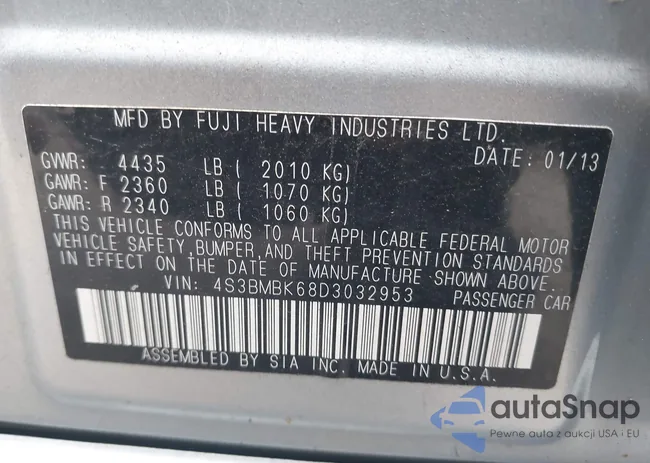 MFD BY FUJI HEAVY INDUSTRIES LTD.
DATE: 01/13
GVWR: 4435 LB ( 2010 KG)
GAWR: F 2360 LB ( 1070 KG)
GAWR: R 2340 LB ( 1060 KG)
THIS VEHICLE CONFORMS TO ALL APPLICABLE FEDERAL MOTOR
VEHICLE SAFETY, BUMPER, AND THEFT PREVENTION STANDARDS
IN EFFECT ON THE DATE OF MANUFACTURE SHOWN ABOVE.
VIN: 4S3BMBK68D3032953 PASSENGER CAR
ASSEMBLED BY SIA INC. MADE IN U.S.A.
autaSnap
Pewne auta z aukcji USA i EU